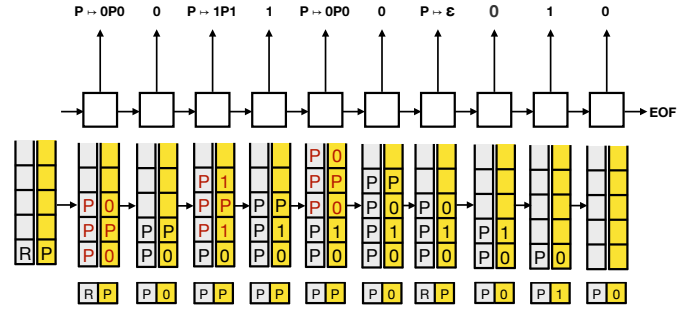 P ↦ 0P0 0 P ↦ 1P1 1 P ↦ 0P0 0 P ↦ ε 0 1 0
EOF
P 0
P 1 P P P P
P 0 P P P P P 0 P 0 P 0
P P P P P 1 P 1 P 1 P 1 P 1 P 1
R P P 0 P 0 P 0 P 0 P 0 P 0 P 0 P 0 P 0
R P P 0 P P P P P P P 0 R P P 0 P 1 P 0